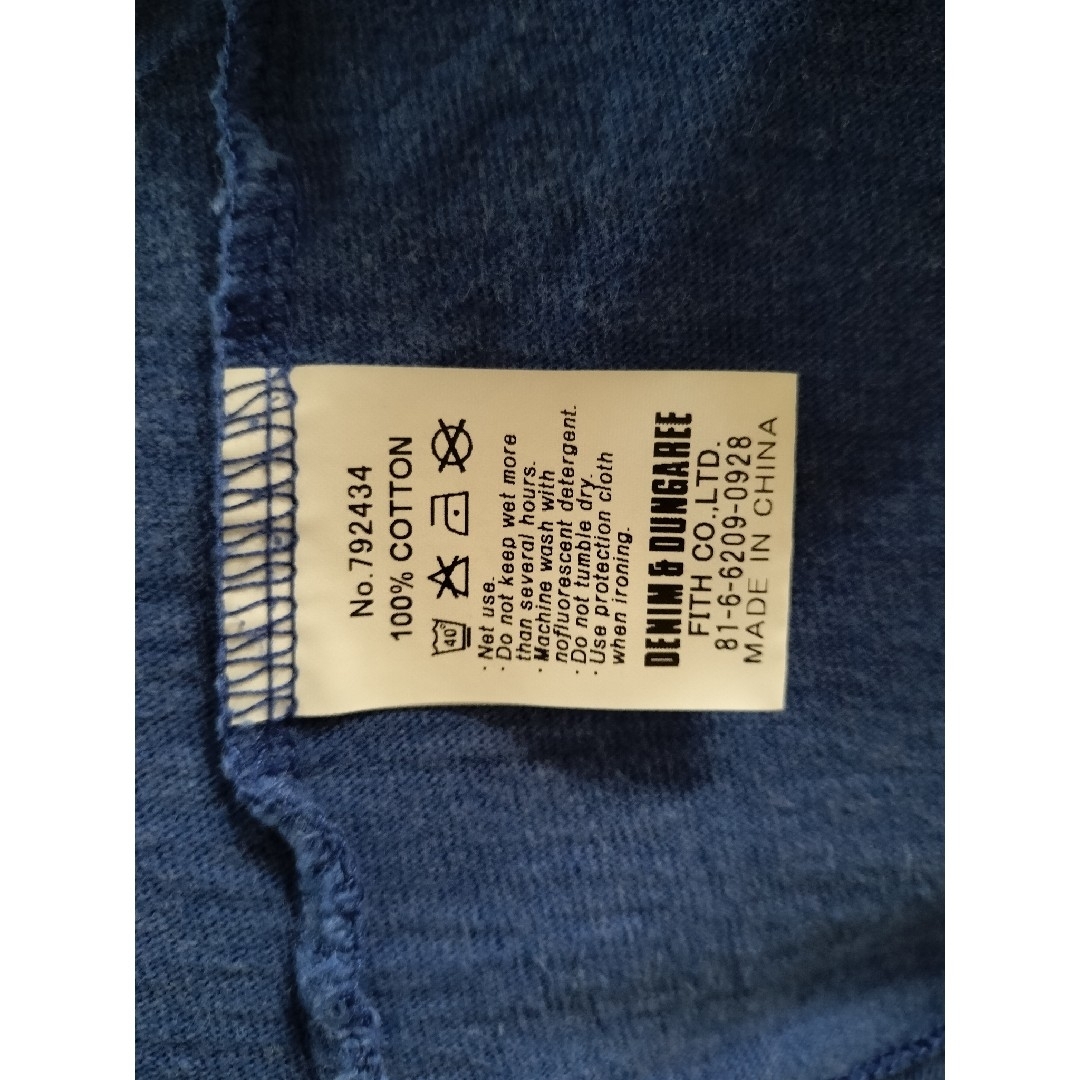 No.792434
100% COTTON
40
· Net use.
· Do not keep wet more
than several hours.
· Machine wash with
nofluorescent detergent.
· Do not tumble dry.
· Use protection cloth
when ironing.
DENIM & DUNGAREE
FITH CO.,LTD.
81-6-6209-0928
MADE IN CHINA